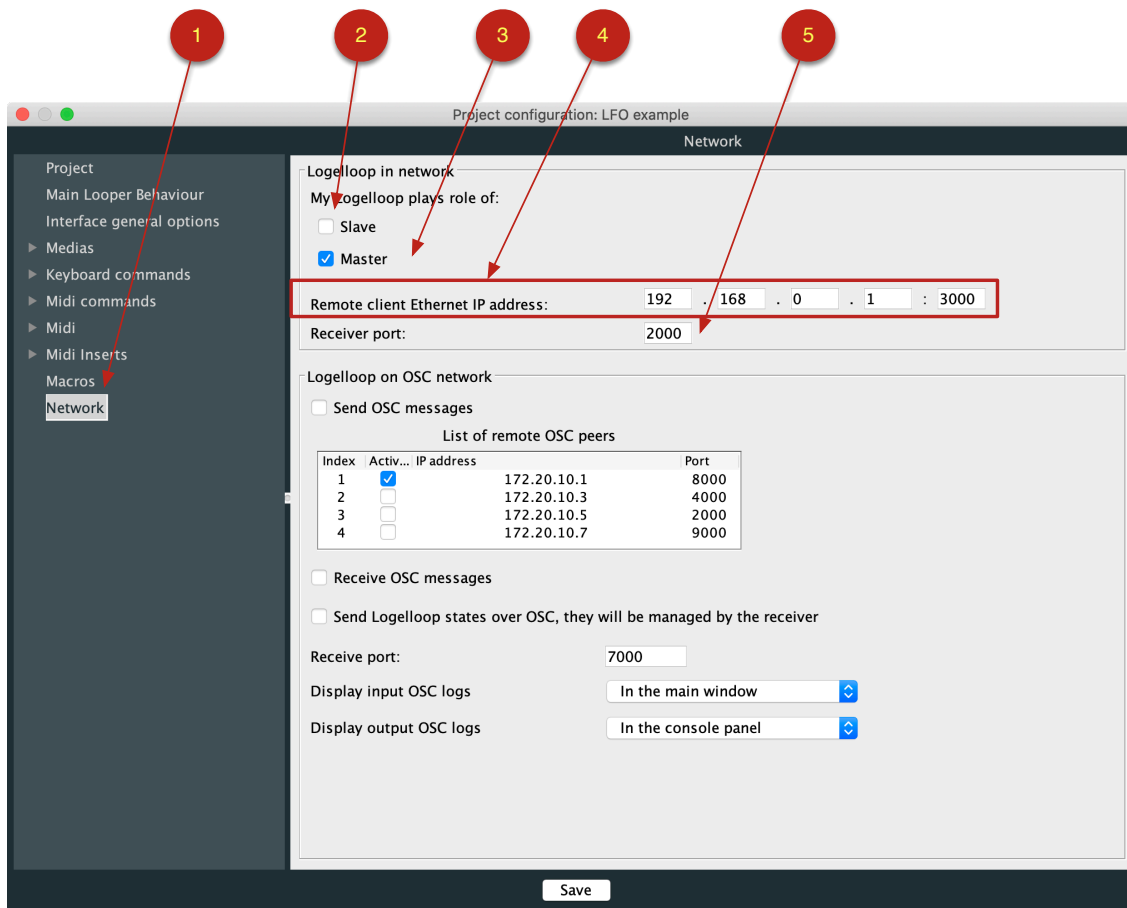 1 2 3 4 5
Project configuration: LFO example
Network
Project
Main Looper Behaviour
Interface general options
Medias
Keyboard commands
Midi commands
Midi
Midi Inserts
Macros
Network
Logelloop in network
My Logelloop plays role of:
Slave
Master
Remote client Ethernet IP address: 192 . 168 . 0 . 1 : 3000
Receiver port: 2000
Logelloop on OSC network
Send OSC messages
List of remote OSC peers
Index Activ... IP address Port
1 172.20.10.1 8000
2 172.20.10.3 4000
3 172.20.10.5 2000
4 172.20.10.7 9000
Receive OSC messages
Send Logelloop states over OSC, they will be managed by the receiver
Receive port: 7000
Display input OSC logs In the main window
Display output OSC logs In the console panel
Save